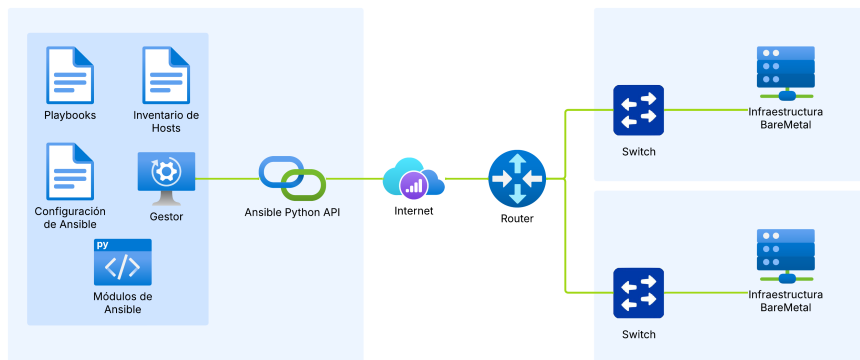 Playbooks
Inventario de
Hosts
Configuración
de Ansible
Gestor
py
Módulos de
Ansible
Ansible Python API
Internet
Router
Switch
Infraestructura
BareMetal
Switch
Infraestructura
BareMetal